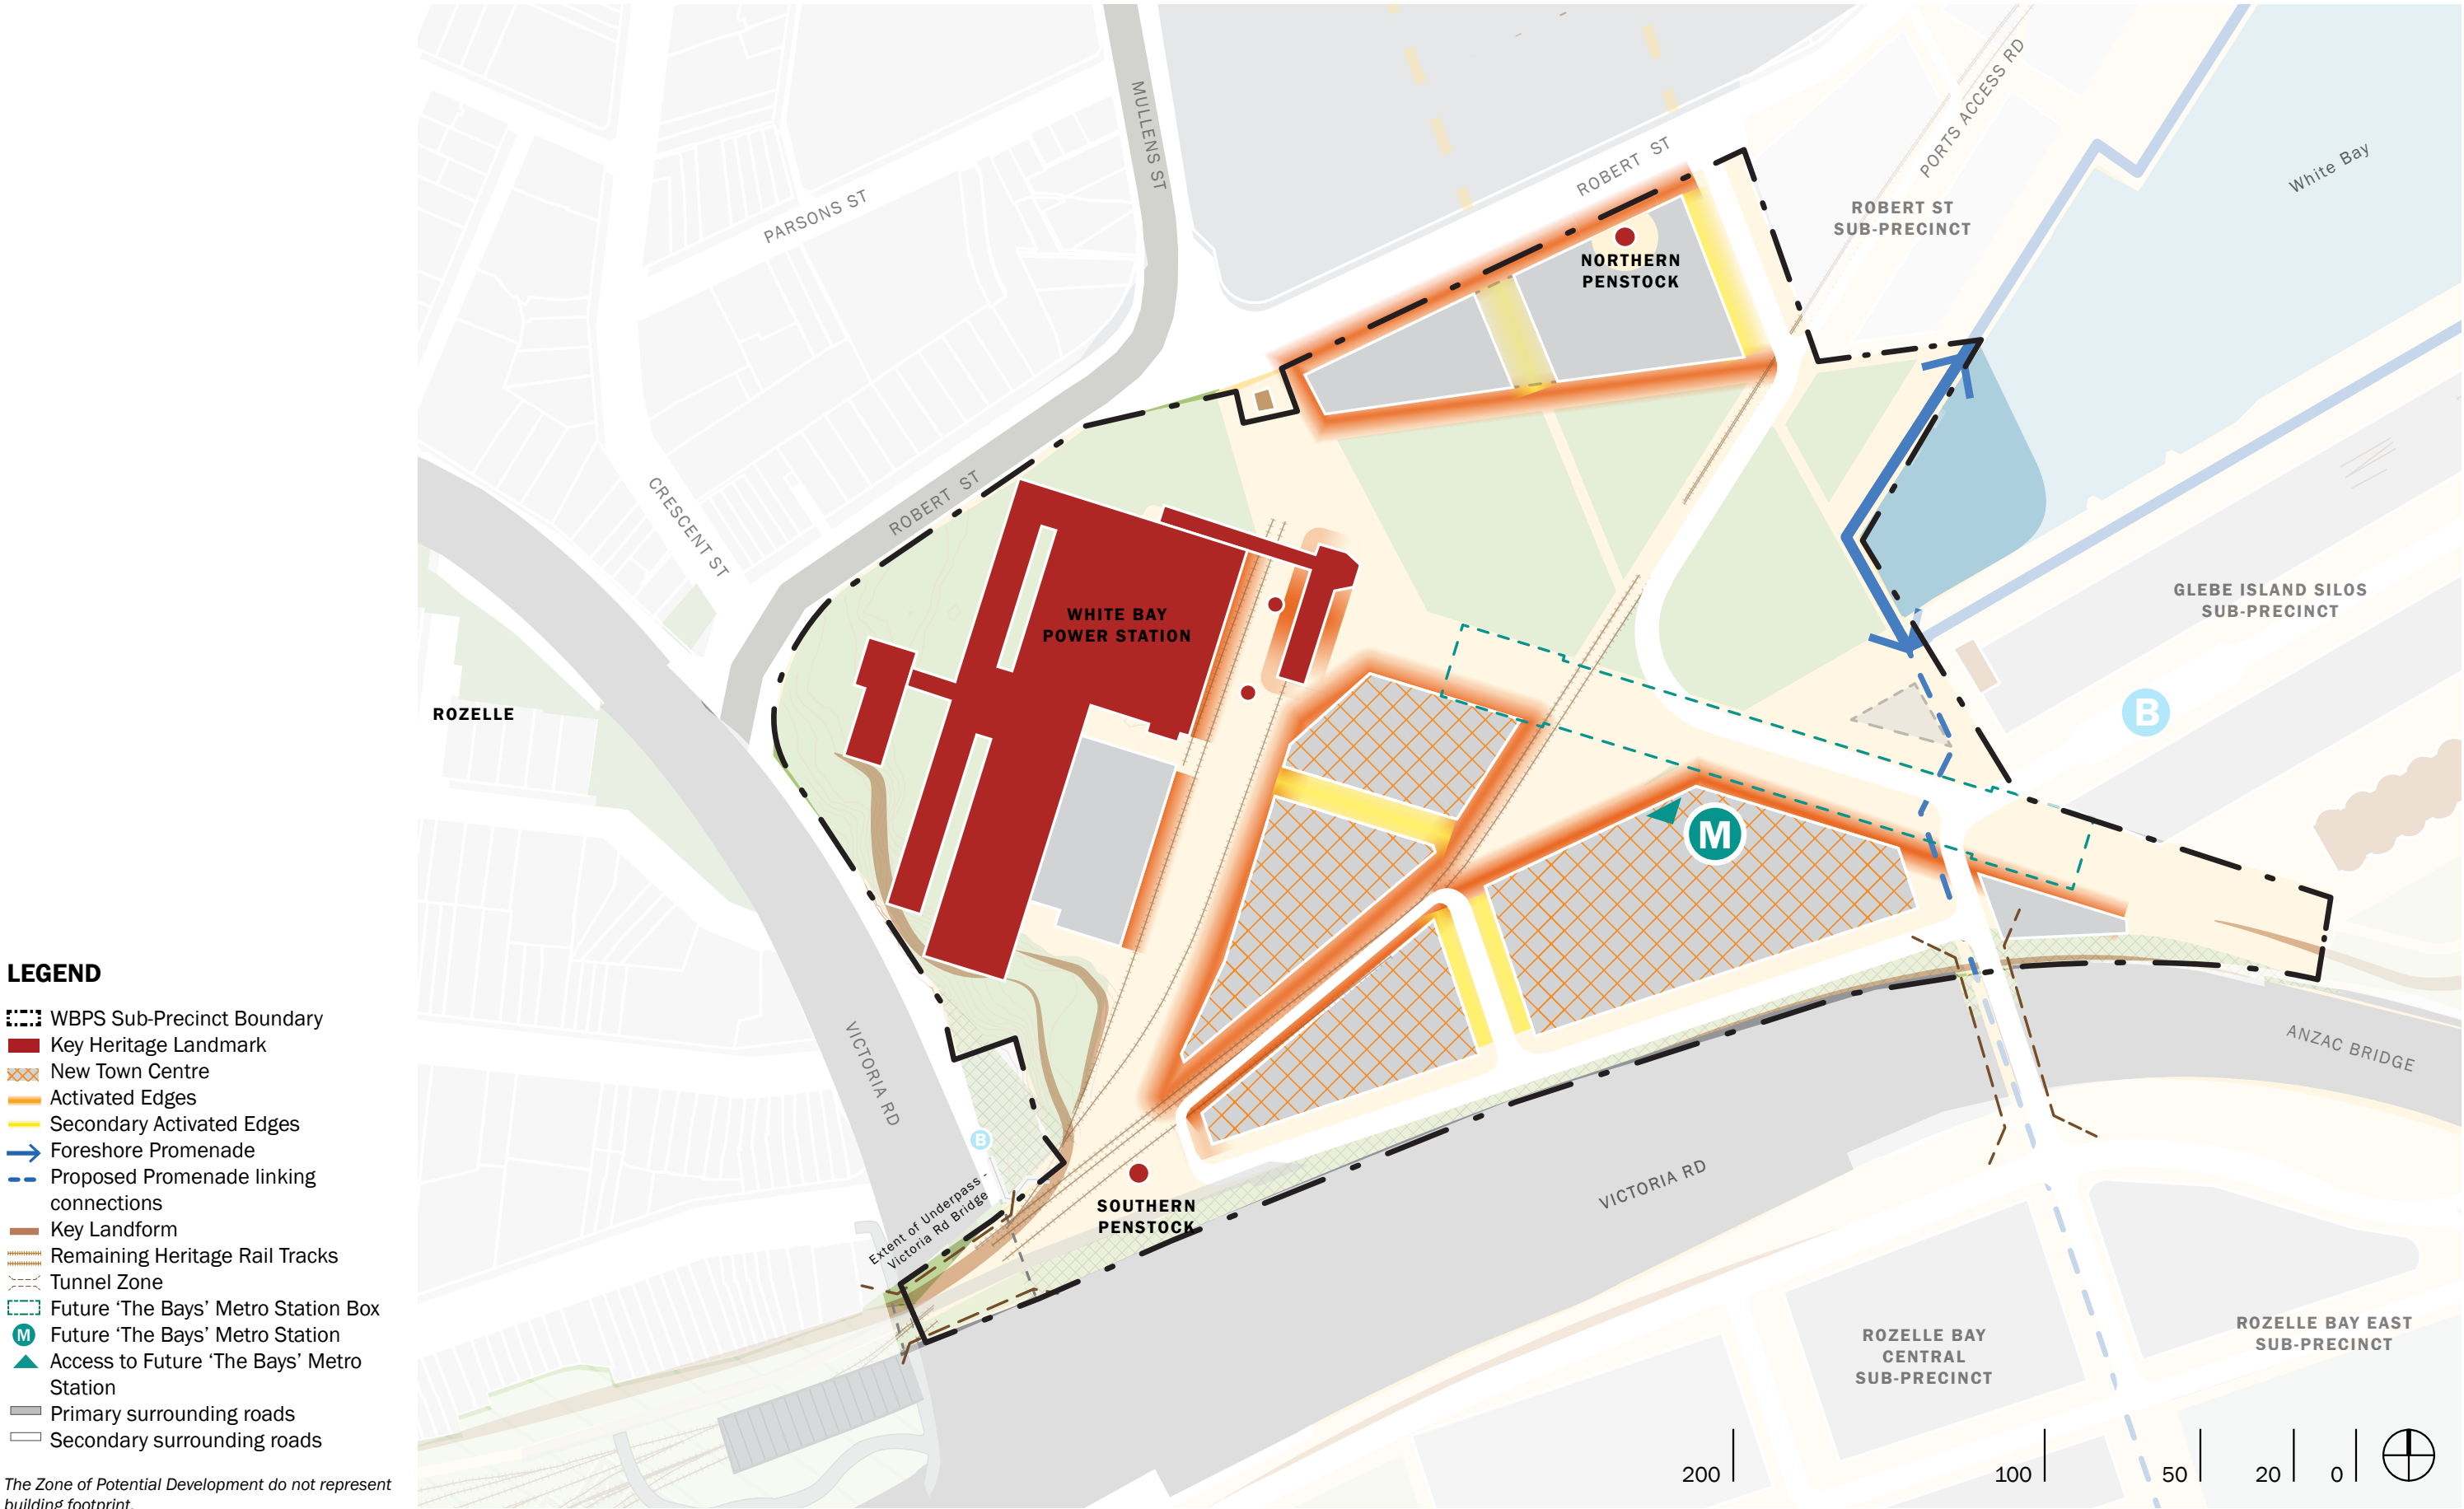 MULLENS ST
PARSONS ST
ROBERT ST
PORTS ACCESS RD
White Bay
ROBERT ST
SUB-PRECINCT
NORTHERN
PENSTOCK
CRESCENT ST
ROBERT ST
GLEBE ISLAND SILOS
SUB-PRECINCT
WHITE BAY
POWER STATION
ROZELLE
B
M
VICTORIA RD
ANZAC BRIDGE
B
Extent of Underpass -
Victoria Rd Bridge
SOUTHERN
PENSTOCK
VICTORIA RD
ROZELLE BAY
CENTRAL
SUB-PRECINCT
ROZELLE BAY EAST
SUB-PRECINCT
200
100
50
20
0
LEGEND
WBPS Sub-Precinct Boundary
Key Heritage Landmark
New Town Centre
Activated Edges
Secondary Activated Edges
Foreshore Promenade
Proposed Promenade linking
connections
Key Landform
Remaining Heritage Rail Tracks
Tunnel Zone
Future ‘The Bays’ Metro Station Box
M Future ‘The Bays’ Metro Station
Access to Future ‘The Bays’ Metro
Station
Primary surrounding roads
Secondary surrounding roads
The Zone of Potential Development do not represent
building footprint.